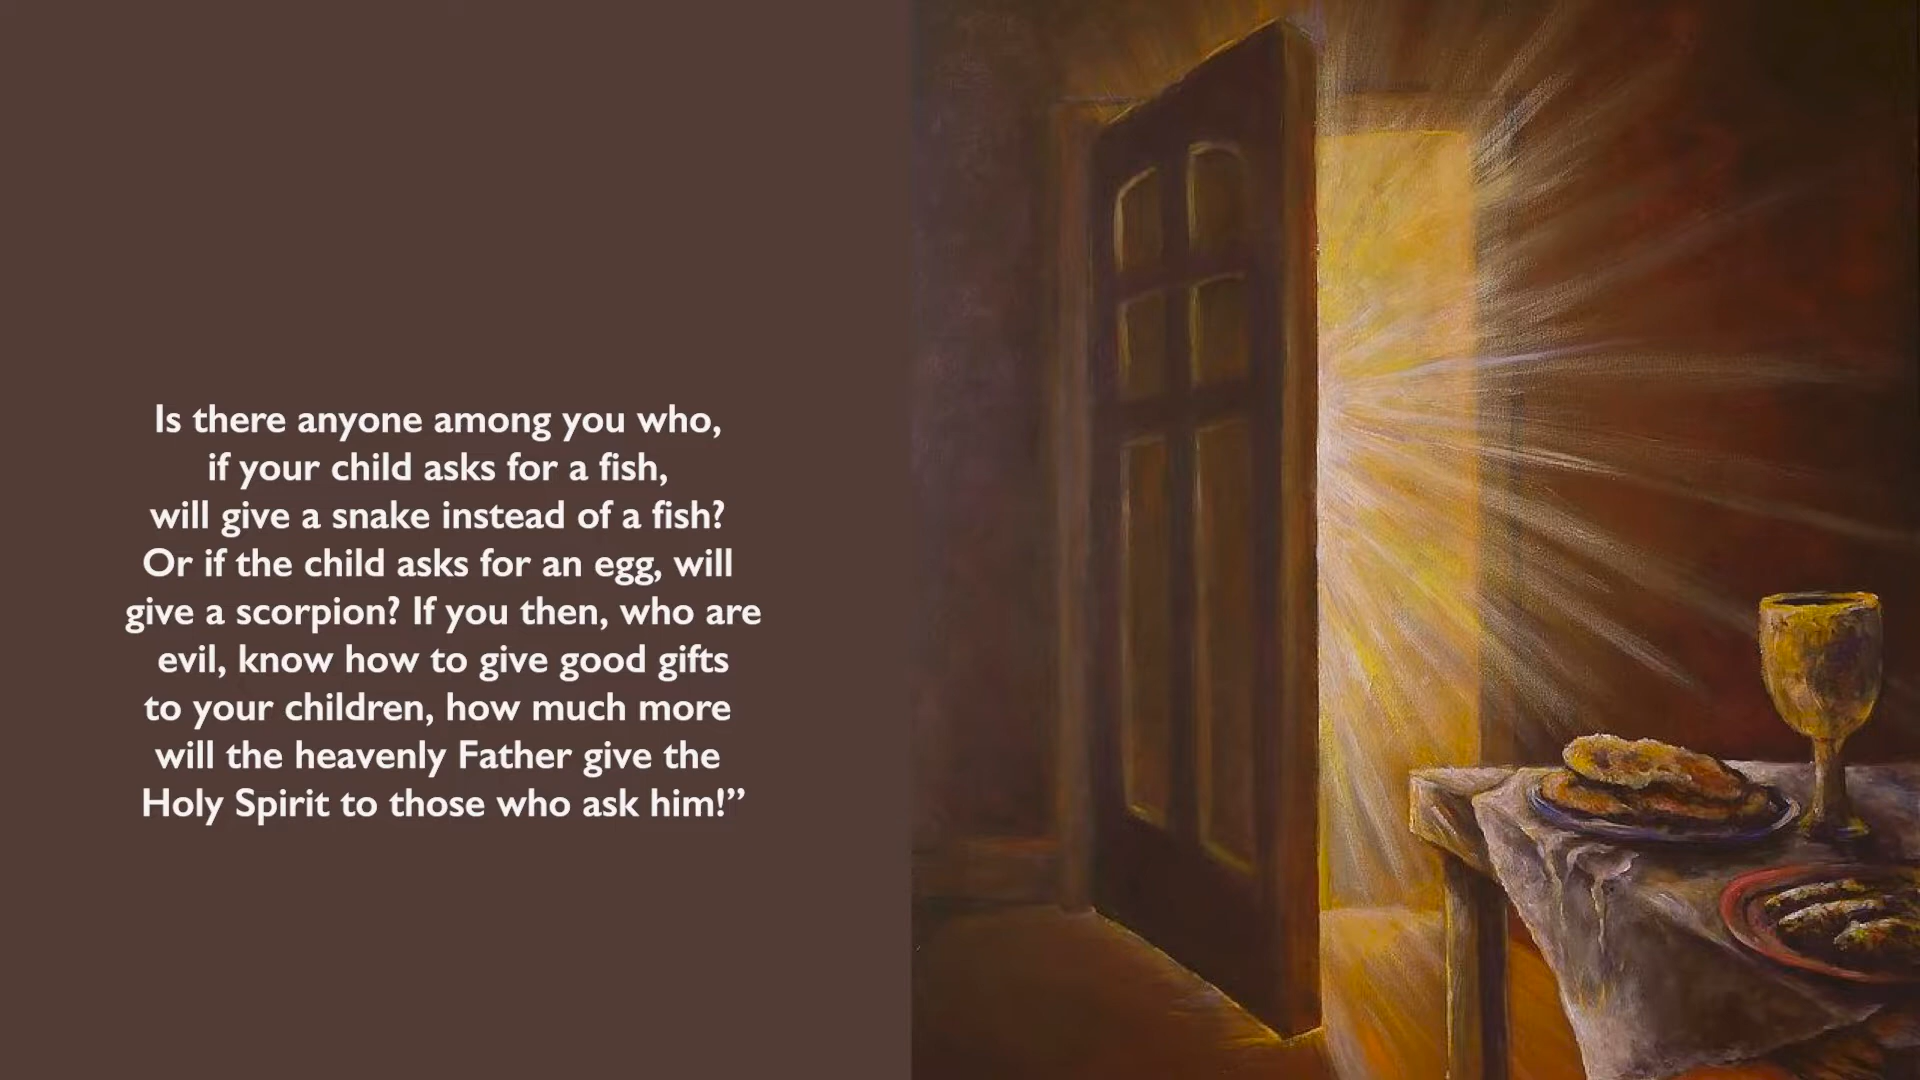 Is there anyone among you who,
if your child asks for a fish,
will give a snake instead of a fish?
Or if the child asks for an egg, will
give a scorpion? If you then, who are
evil, know how to give good gifts
to your children, how much more
will the heavenly Father give the
Holy Spirit to those who ask him!”